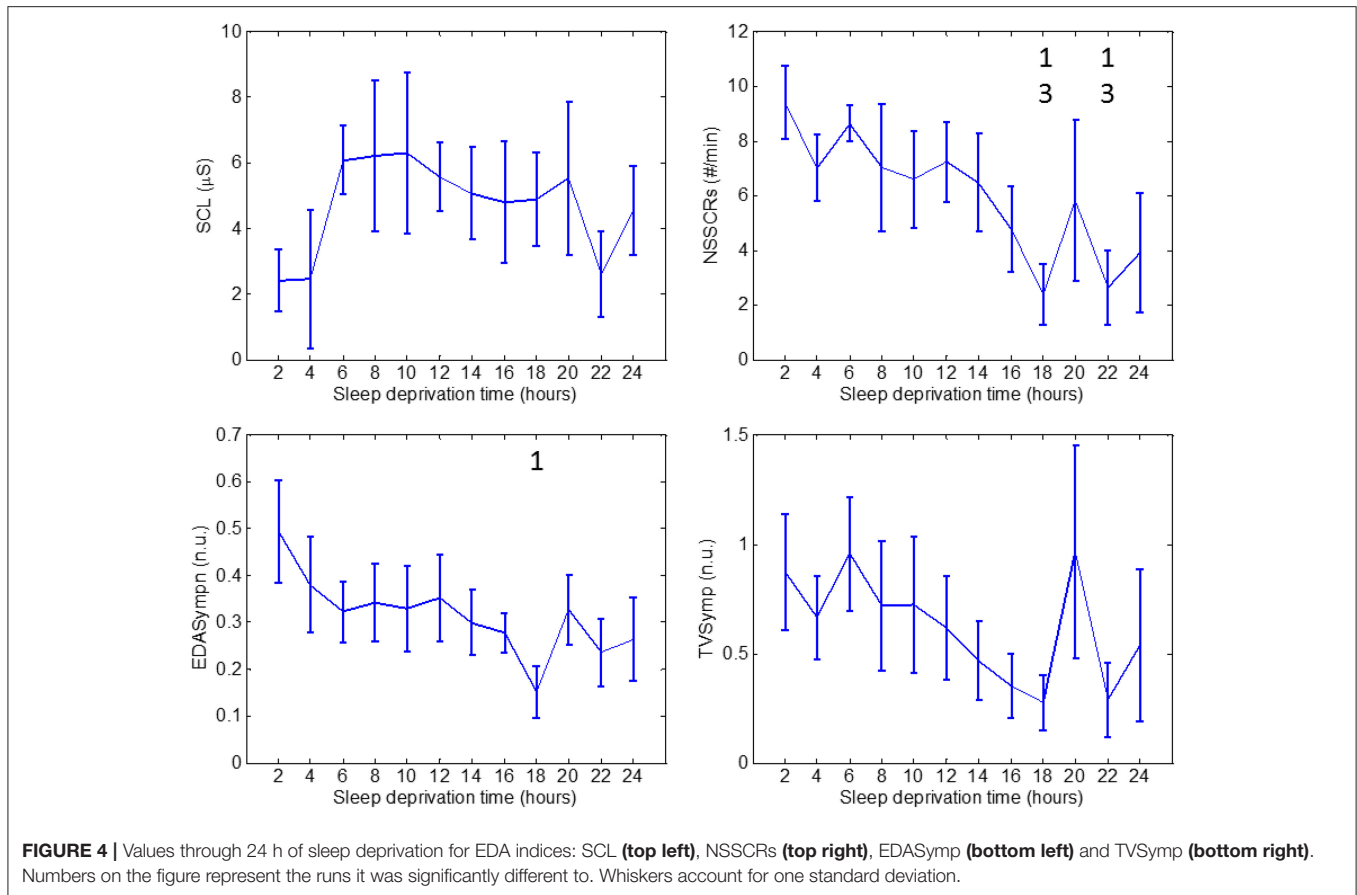 10
8
6
4
2
0
SCL (μS)
2 4 6 8 10 12 14 16 18 20 22 24
Sleep deprivation time (hours)
12
10
8
6
4
2
0
NSSCRs (#/min)
1 1
3 3
2 4 6 8 10 12 14 16 18 20 22 24
Sleep deprivation time (hours)
0.7
0.6
0.5
0.4
0.3
0.2
0.1
0
EDASympn (n.u.)
1
2 4 6 8 10 12 14 16 18 20 22 24
Sleep deprivation time (hours)
1.5
1
0.5
0
TVSymp (n.u.)
2 4 6 8 10 12 14 16 18 20 22 24
Sleep deprivation time (hours)
FIGURE 4 | Values through 24 h of sleep deprivation for EDA indices: SCL (top left), NSSCRs (top right), EDASymp (bottom left) and TVSymp (bottom right).
Numbers on the figure represent the runs it was significantly different to. Whiskers account for one standard deviation.